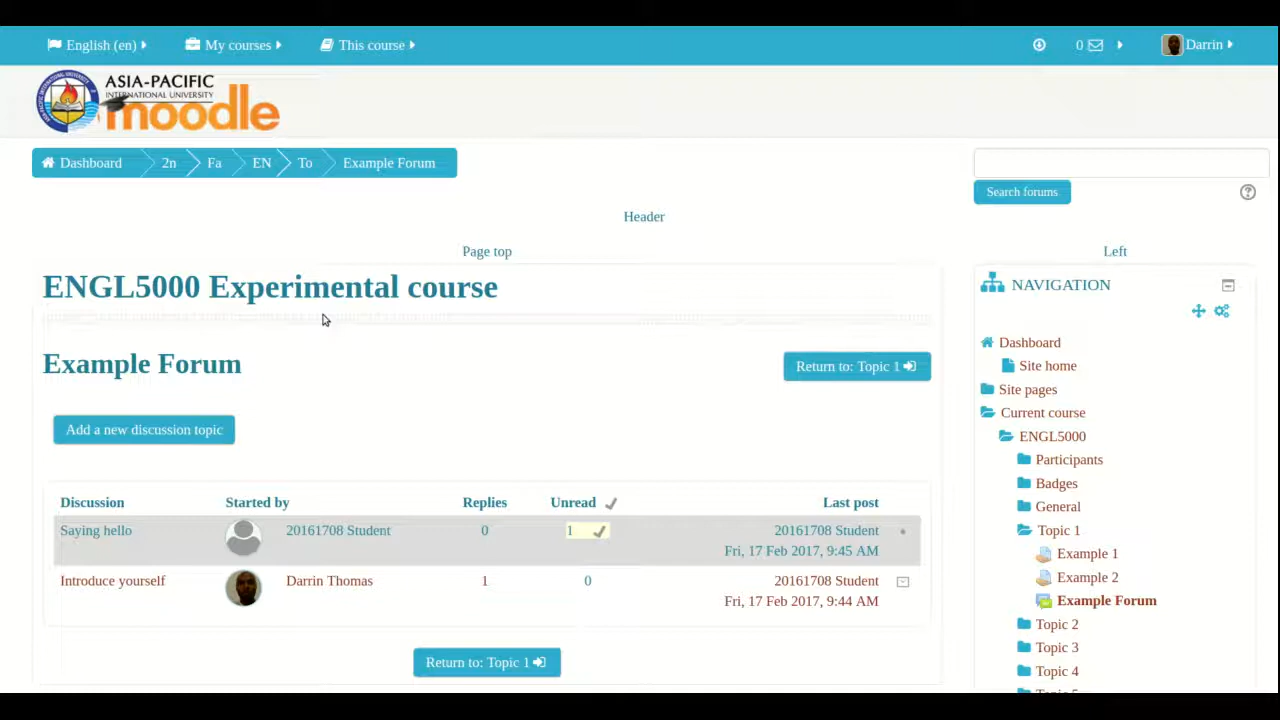 English (en) My courses This course 0 Darrin
ASIA-PACIFIC
INTERNATIONAL UNIVERSITY
moodle
Dashboard 2n Fa EN To Example Forum
Search forums
Header
Page top
Left
ENGL5000 Experimental course
NAVIGATION
Example Forum
Return to: Topic 1
Dashboard
Site home
Site pages
Current course
ENGL5000
Participants
Badges
General
Topic 1
Example 1
Example 2
Example Forum
Topic 2
Topic 3
Topic 4
Add a new discussion topic
Discussion Started by Replies Unread Last post
Saying hello 20161708 Student 0 1 20161708 Student
Fri, 17 Feb 2017, 9:45 AM
Introduce yourself Darrin Thomas 1 0 20161708 Student
Fri, 17 Feb 2017, 9:44 AM
Return to: Topic 1